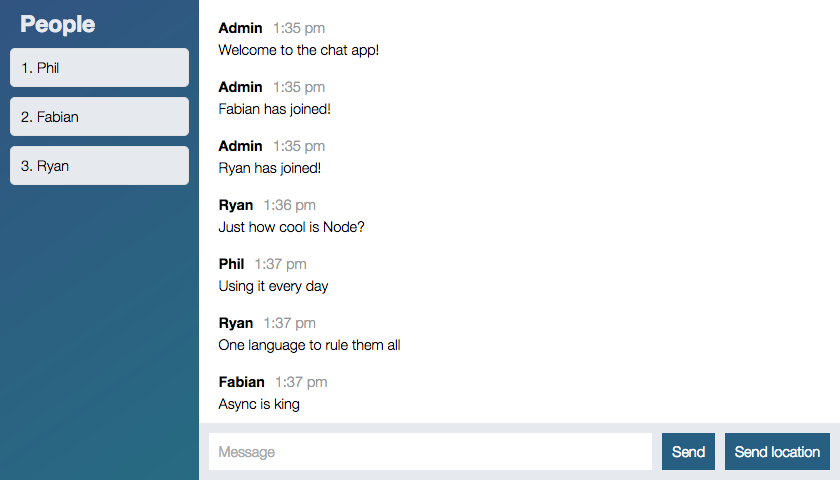 People
1. Phil
2. Fabian
3. Ryan
Admin 1:35 pm
Welcome to the chat app!
Admin 1:35 pm
Fabian has joined!
Admin 1:35 pm
Ryan has joined!
Ryan 1:36 pm
Just how cool is Node?
Phil 1:37 pm
Using it every day
Ryan 1:37 pm
One language to rule them all
Fabian 1:37 pm
Async is king
Message Send Send location